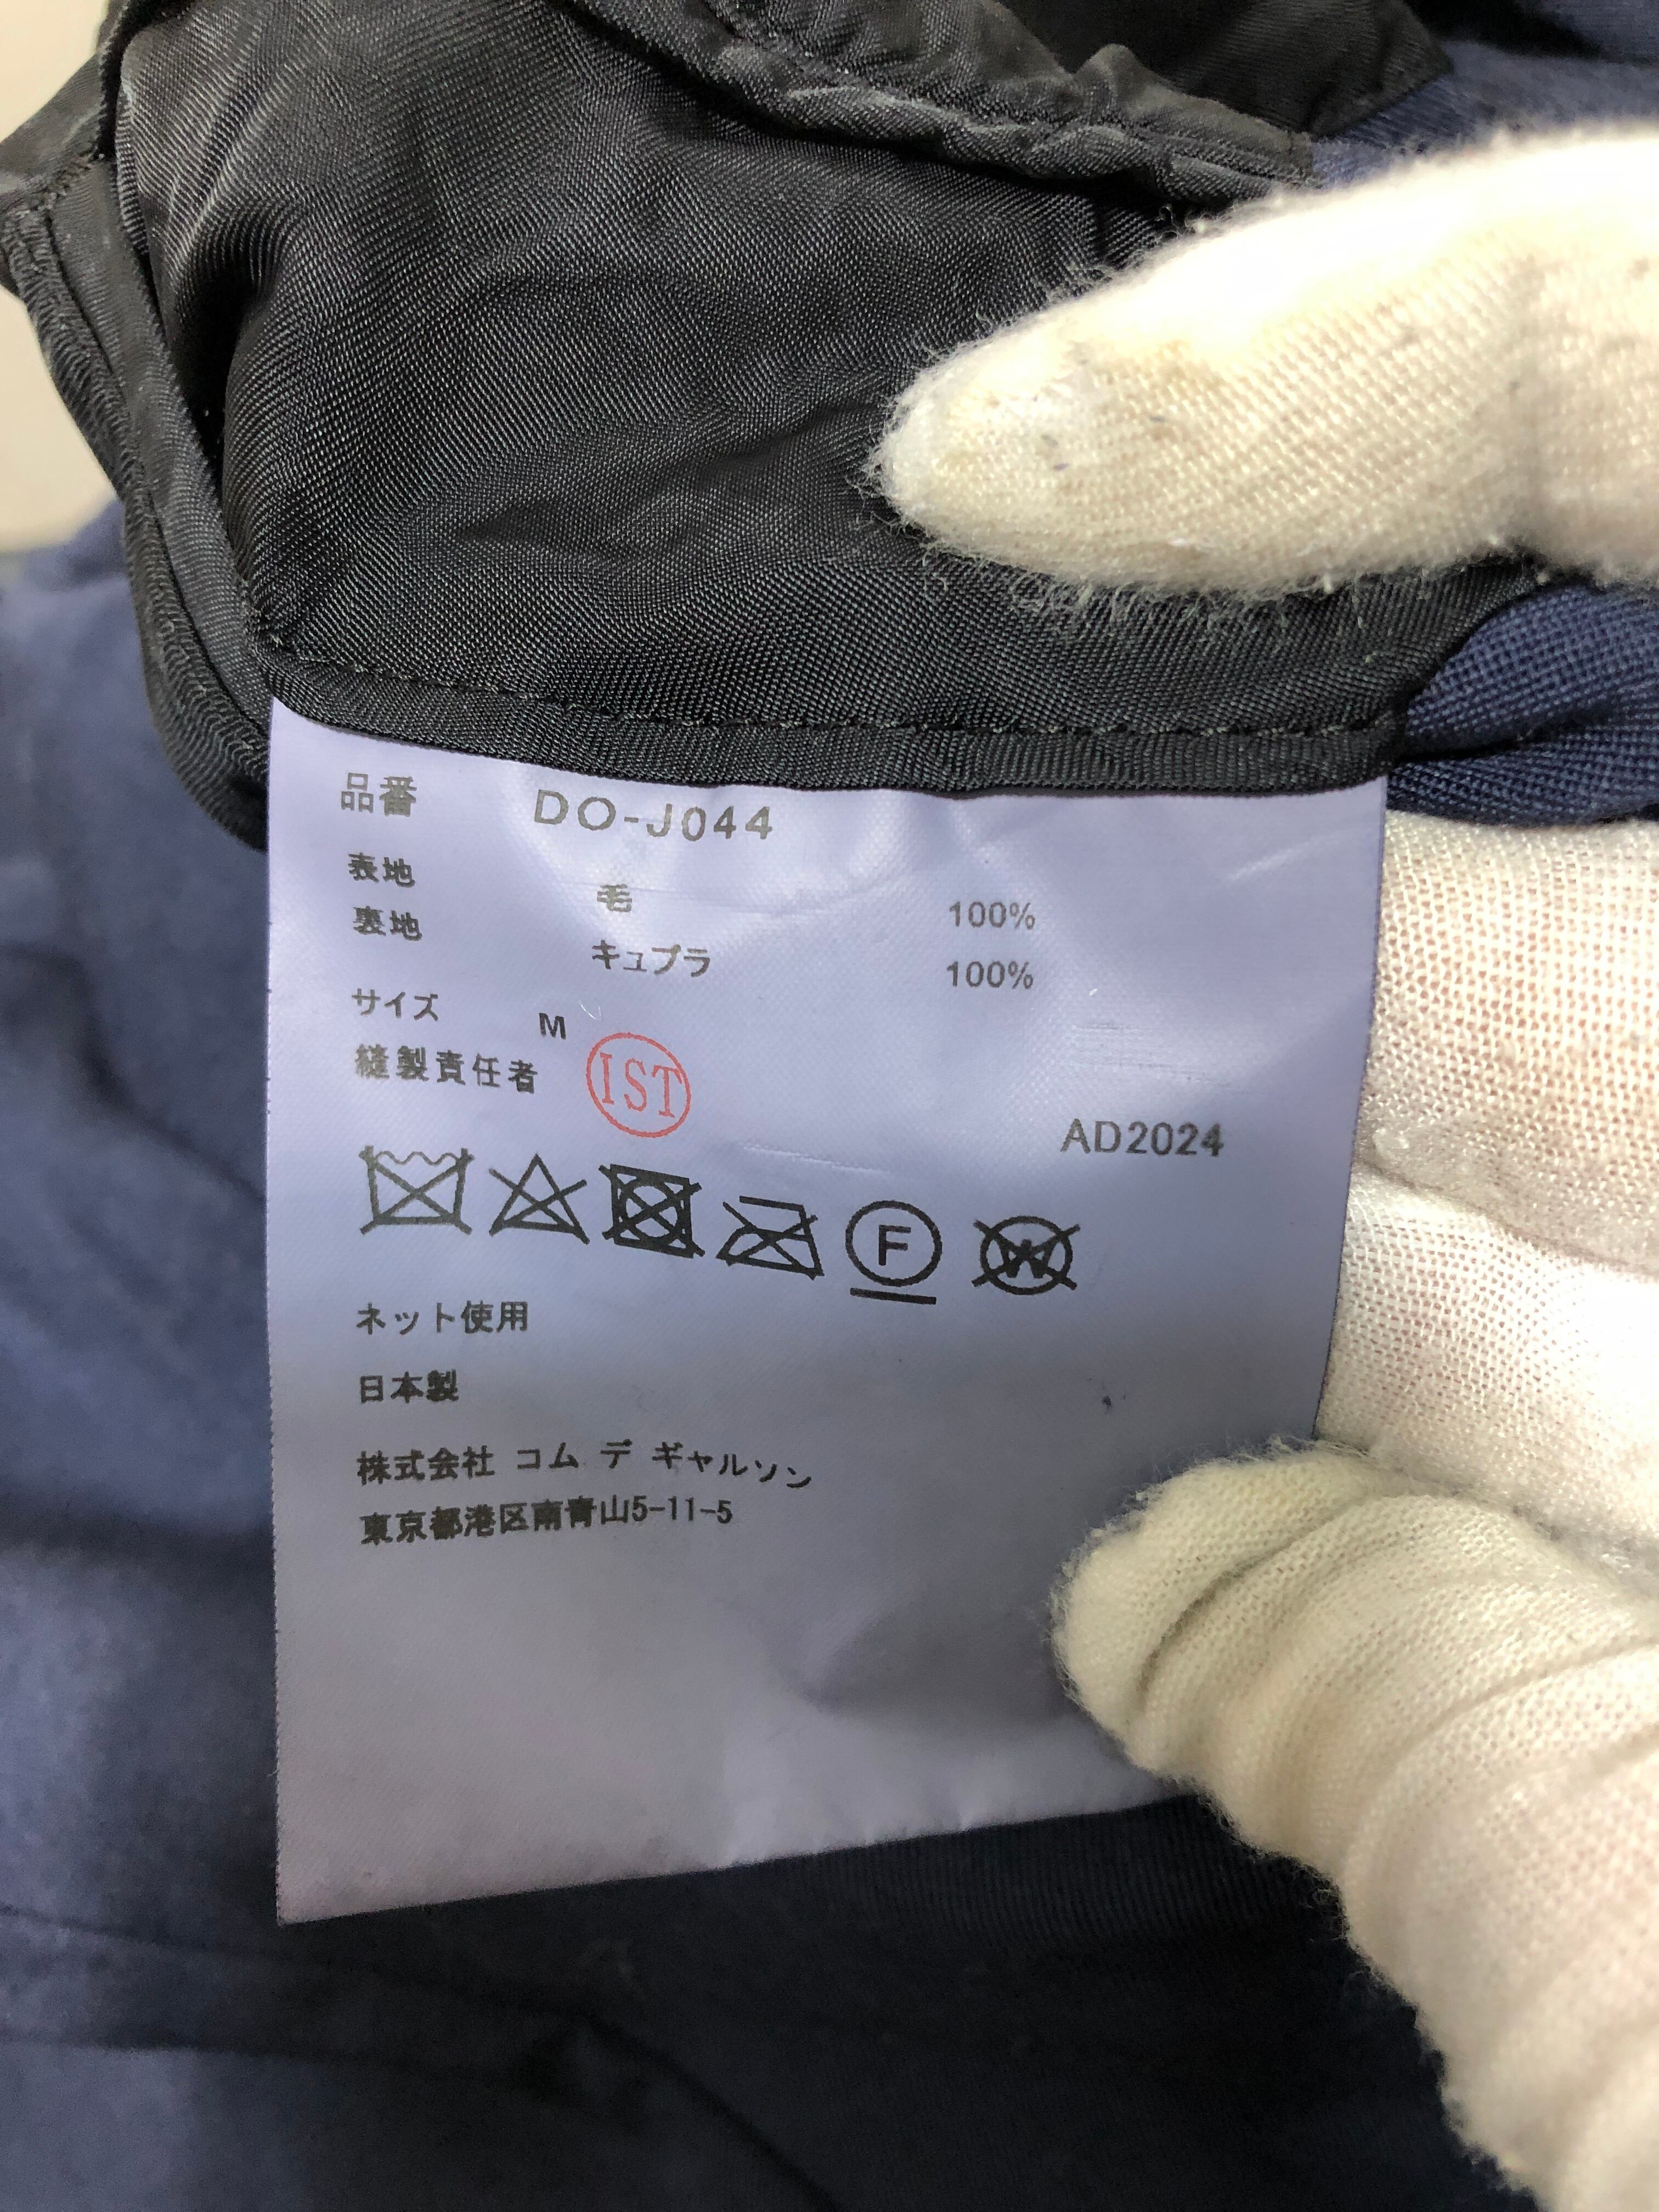 品番 DO-J044
表地 毛 100%
裏地 キュプラ 100%
サイズ M
縫製責任者 IST
AD2024
F W
ネット使用
日本製
株式会社 コム デ ギャルソン
東京都港区南青山5-11-5